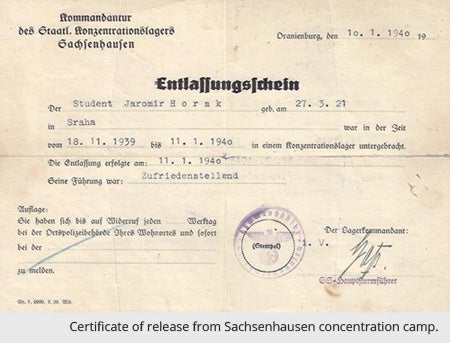 Kommandantur
des Staatl. Konzentrationslagers
Sachsenhausen
Oranienburg, den 10. 1. 1940 19
Entlassungsschein
Der Student Jaromir Horak geb. am 27. 3. 21
in Sraha war in der Zeit
vom 18. 11. 1939 bis 11. 1. 1940 in einem Konzentrationslager untergebracht.
Die Entlassung erfolgte am: 11. 1. 1940
Seine Führung war: Zufriedenstellend
Auflage:
Sie haben sich bis auf Widerruf jeden Werktag
bei der Ortspolizeibehörde Ihres Wohnortes und sofort
bei der
zu melden.
(Stempel)
Der Lagerkommandant:
i. V.
SS-Hauptsturmführer
Certificate of release from Sachsenhausen concentration camp.